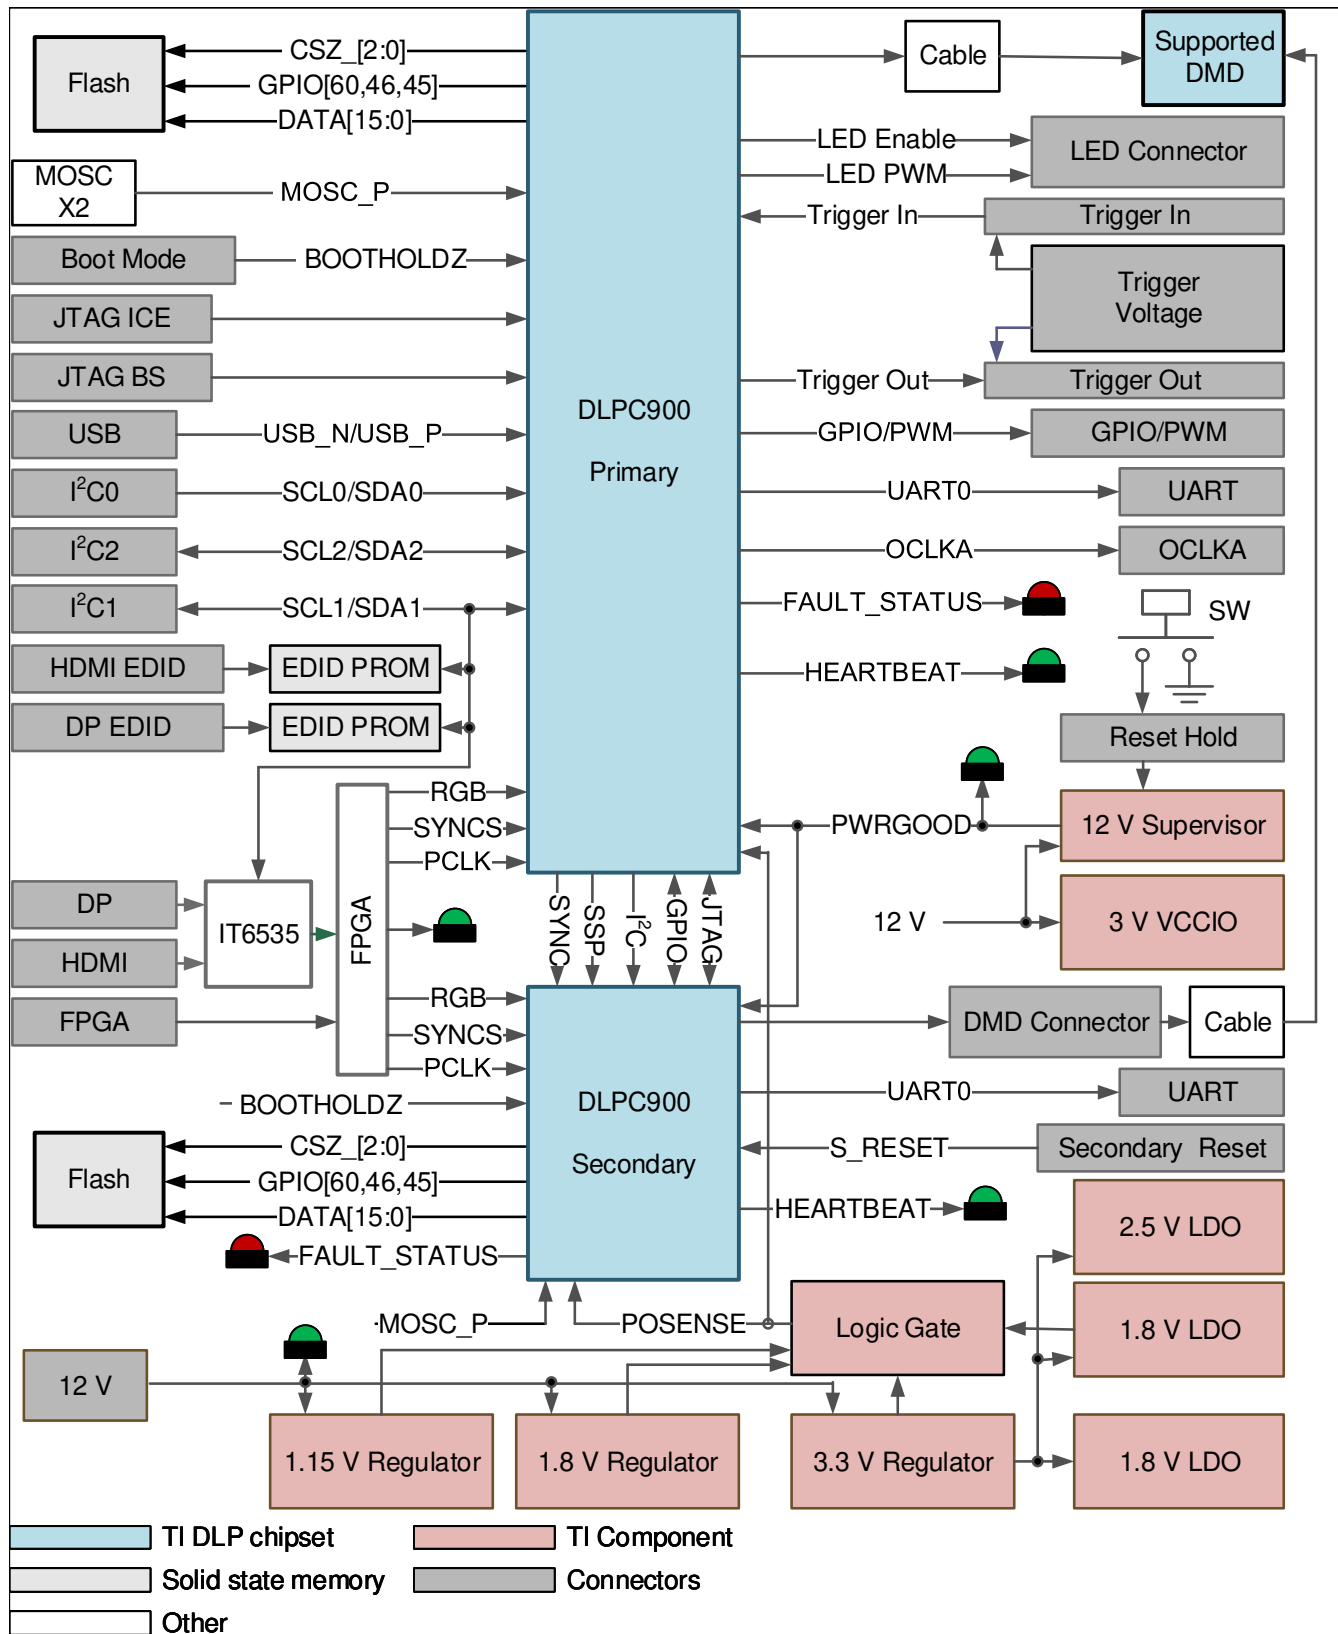 CSZ_[2:0]
Flash
GPIO[60,46,45]
DATA[15:0]
Cable
Supported
DMD
LED Enable
LED PWM
LED Connector
MOSC
X2
MOSC_P
Trigger In
Trigger In
Boot Mode
BOOTHOLDZ
Trigger
Voltage
JTAG ICE
JTAG BS
Trigger Out
Trigger Out
DLPC900
Primary
USB
USB_N/USB_P
GPIO/PWM
GPIO/PWM
I2C0
SCL0/SDA0
UART0
UART
I2C2
SCL2/SDA2
OCLKA
OCLKA
I2C1
SCL1/SDA1
FAULT_STATUS
SW
HDMI EDID
EDID PROM
HEARTBEAT
DP EDID
EDID PROM
Reset Hold
RGB
SYNCS
PCLK
PWRGOOD
12 V Supervisor
DP
HDMI
IT6535
FPGA
SYNC
SSP
I2C
GPIO
JTAG
12 V
3 V VCCIO
FPGA
RGB
SYNCS
PCLK
DMD Connector
Cable
BOOTHOLDZ
DLPC900
Secondary
UART0
UART
CSZ_[2:0]
Flash
GPIO[60,46,45]
DATA[15:0]
S_RESET
Secondary Reset
FAULT_STATUS
HEARTBEAT
2.5 V LDO
MOSC_P
POSENSE
Logic Gate
1.8 V LDO
12 V
1.15 V Regulator
1.8 V Regulator
3.3 V Regulator
1.8 V LDO
TI DLP chipset
TI Component
Solid state memory
Connectors
Other